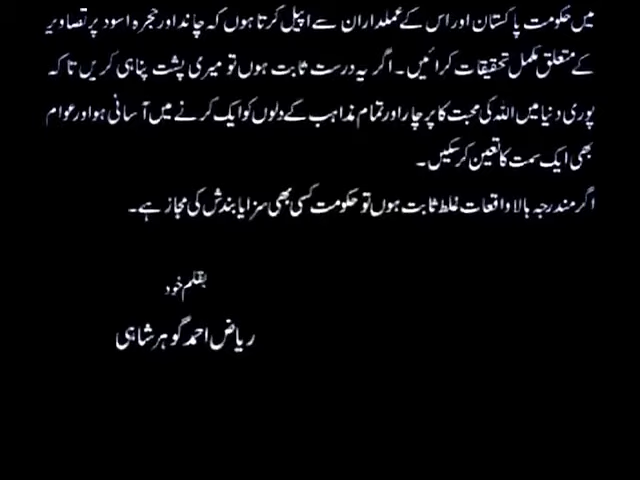 میں حکومت پاکستان اور اس کے عملداران سے اپیل کرتا ہوں کہ چاند اور حجرہ اسود پر تصاویر
کے متعلق مکمل تحقیقات کرائیں۔ اگر یہ درست ثابت ہوں تو میری پشت پناہی کریں تا کہ
پوری دنیا میں اللہ کی محبت کا پرچار اور تمام مذاہب کے دلوں کو ایک کرنے میں آسانی ہو اور عوام
بھی ایک سمت کا تعین کر سکیں۔
اگر مندرجہ بالا واقعات غلط ثابت ہوں تو حکومت کسی بھی سزا یا بندش کی مجاز ہے۔
بقلم خود
ریاض احمد گوہر شاہی